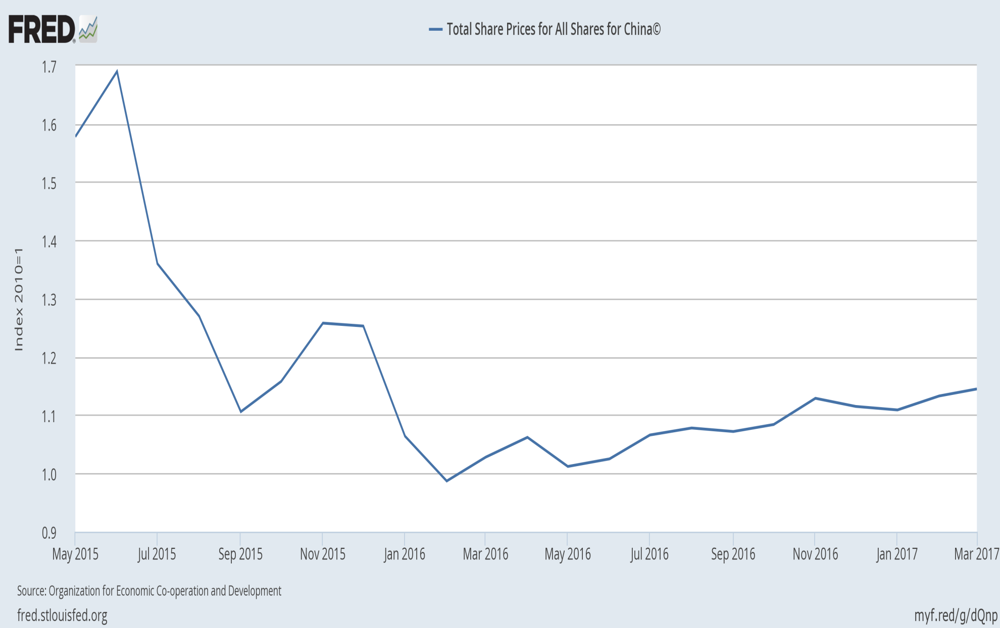 FRED®
Total Share Prices for All Shares for China©
1.7
1.6
1.5
1.4
1.3
1.2
1.1
1.0
0.9
Index 2010=1
May 2015 Jul 2015 Sep 2015 Nov 2015 Jan 2016 Mar 2016 May 2016 Jul 2016 Sep 2016 Nov 2016 Jan 2017 Mar 2017
Source: Organization for Economic Co-operation and Development
fred.stlouisfed.org myf.red/g/dQnp